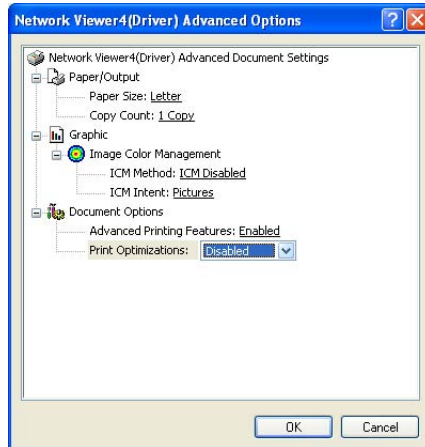 Network Viewer4(Driver) Advanced Options
Network Viewer4(Driver) Advanced Document Settings
Paper/Output
Paper Size: Letter
Copy Count: 1 Copy
Graphic
Image Color Management
ICM Method: ICM Disabled
ICM Intent: Pictures
Document Options
Advanced Printing Features: Enabled
Print Optimizations: Disabled
OK Cancel